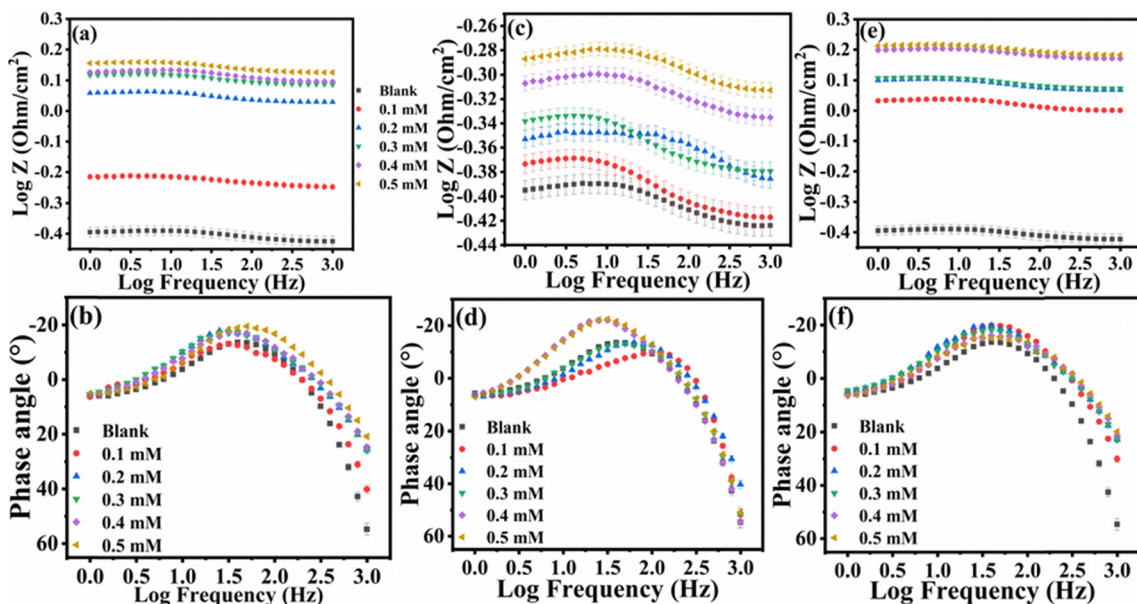 (a)
Log Z (Ohm/cm²)
0.3
0.2
0.1
0.0
-0.1
-0.2
-0.3
-0.4
0.0 0.5 1.0 1.5 2.0 2.5 3.0
Log Frequency (Hz)
Blank
0.1 mM
0.2 mM
0.3 mM
0.4 mM
0.5 mM
(c)
Log Z (Ohm/cm²)
-0.26
-0.28
-0.30
-0.32
-0.34
-0.36
-0.38
-0.40
-0.42
-0.44
0.0 0.5 1.0 1.5 2.0 2.5 3.0
Log Frequency (Hz)
(e)
Log Z (Ohm/cm²)
0.3
0.2
0.1
0.0
-0.1
-0.2
-0.3
-0.4
0.0 0.5 1.0 1.5 2.0 2.5 3.0
Log Frequency (Hz)
(b)
Phase angle (°)
-20
0
20
40
60
Blank
0.1 mM
0.2 mM
0.3 mM
0.4 mM
0.5 mM
0.0 0.5 1.0 1.5 2.0 2.5 3.0
Log Frequency (Hz)
(d)
Phase angle (°)
-20
0
20
40
60
Blank
0.1 mM
0.2 mM
0.3 mM
0.4 mM
0.5 mM
0.0 0.5 1.0 1.5 2.0 2.5 3.0
Log Frequency (Hz)
(f)
Phase angle (°)
-20
0
20
40
60
Blank
0.1 mM
0.2 mM
0.3 mM
0.4 mM
0.5 mM
0.0 0.5 1.0 1.5 2.0 2.5 3.0
Log Frequency (Hz)